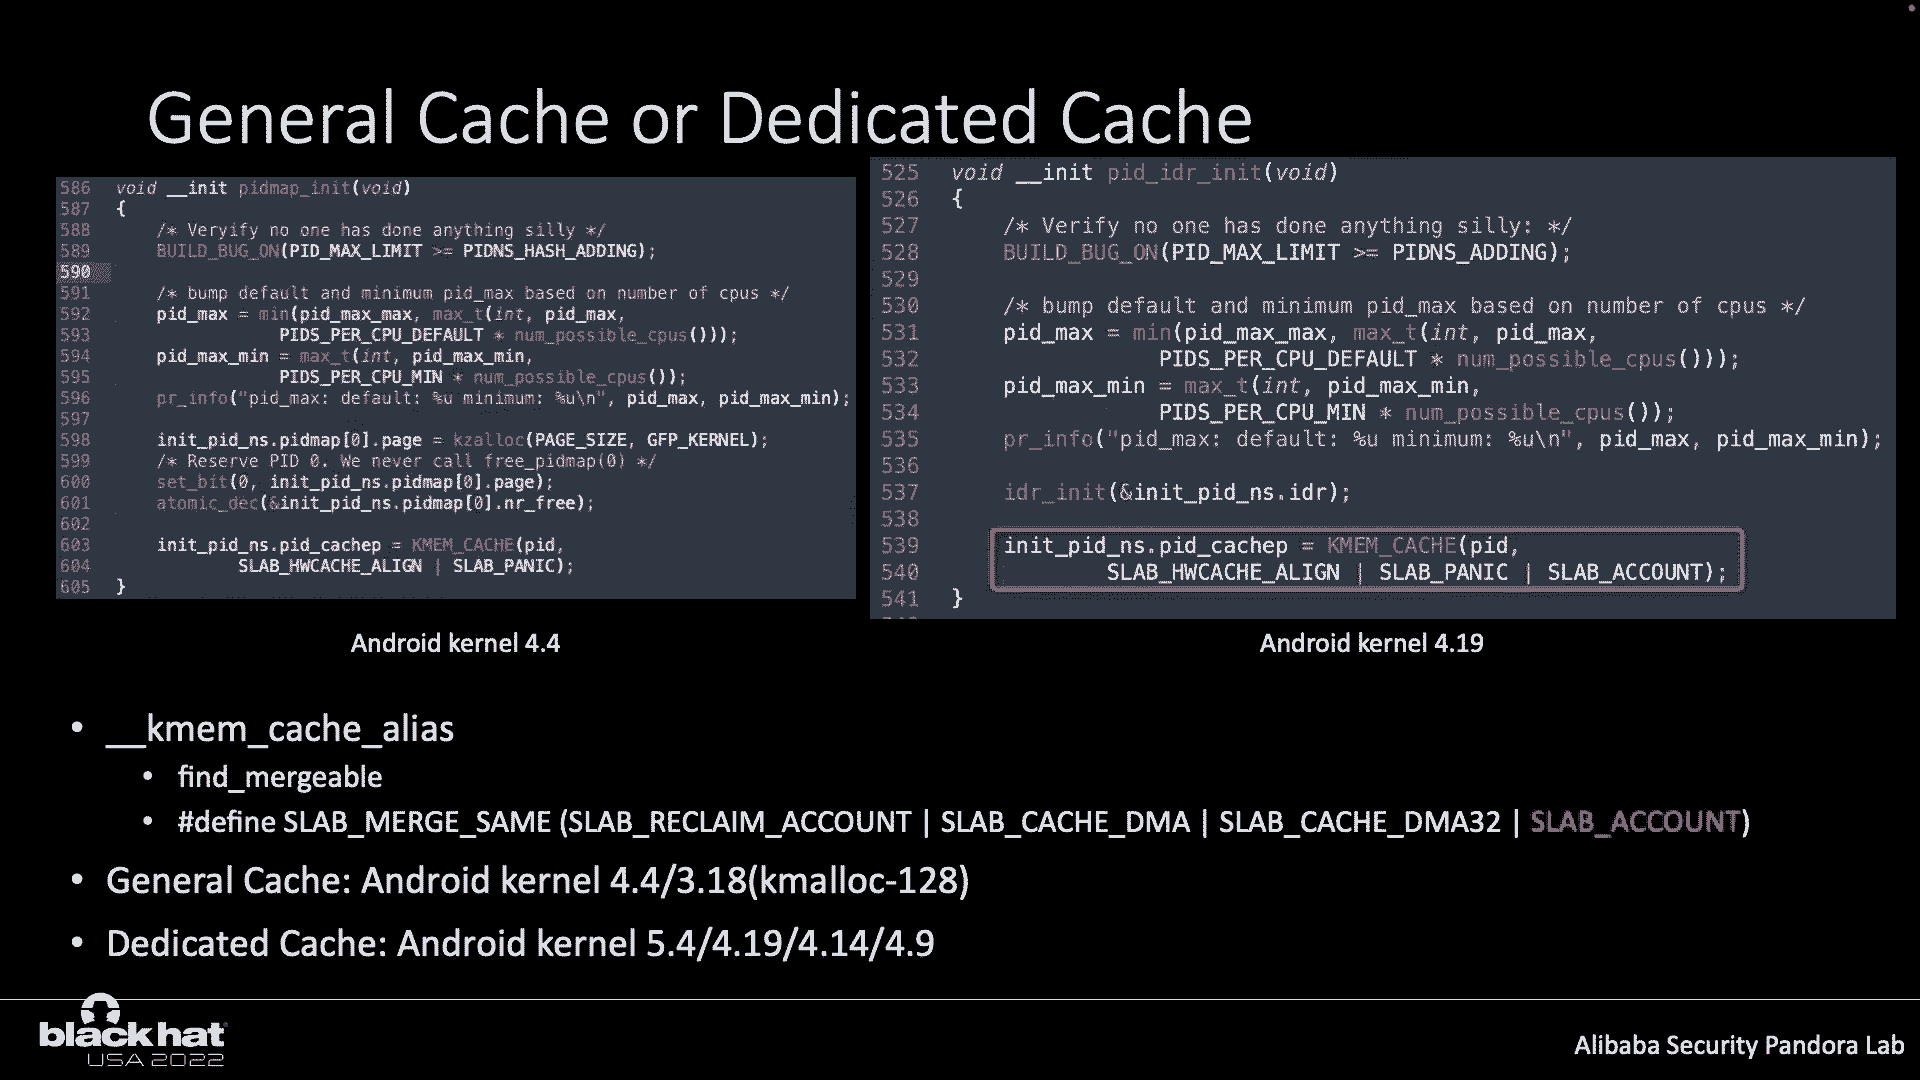 General Cache or Dedicated Cache
586 void __init pidmap_init(void)
587 {
588 /* Veryify no one has done anything silly */
589 BUILD_BUG_ON(PID_MAX_LIMIT >= PIDNS_HASH_ADDING);
590
591 /* bump default and minimum pid_max based on number of cpus */
592 pid_max = min(pid_max_max, max_t(int, pid_max,
593 PIDS_PER_CPU_DEFAULT * num_possible_cpus()));
594 pid_max_min = max_t(int, pid_max_min,
595 PIDS_PER_CPU_MIN * num_possible_cpus());
596 pr_info("pid_max: default: %u minimum: %u\n", pid_max, pid_max_min);
597
598 init_pid_ns.pidmap[0].page = kzalloc(PAGE_SIZE, GFP_KERNEL);
599 /* Reserve PID 0. We never call free_pidmap(0) */
600 set_bit(0, init_pid_ns.pidmap[0].page);
601 atomic_dec(&init_pid_ns.pidmap[0].nr_free);
602
603 init_pid_ns.pid_cachep = KMEM_CACHE(pid,
604 SLAB_HWCACHE_ALIGN | SLAB_PANIC);
605 }
Android kernel 4.4
525 void __init pid_idr_init(void)
526 {
527 /* Verify no one has done anything silly: */
528 BUILD_BUG_ON(PID_MAX_LIMIT >= PIDNS_ADDING);
529
530 /* bump default and minimum pid_max based on number of cpus */
531 pid_max = min(pid_max_max, max_t(int, pid_max,
532 PIDS_PER_CPU_DEFAULT * num_possible_cpus()));
533 pid_max_min = max_t(int, pid_max_min,
534 PIDS_PER_CPU_MIN * num_possible_cpus());
535 pr_info("pid_max: default: %u minimum: %u\n", pid_max, pid_max_min);
536
537 idr_init(&init_pid_ns.idr);
538
539 init_pid_ns.pid_cachep = KMEM_CACHE(pid,
540 SLAB_HWCACHE_ALIGN | SLAB_PANIC | SLAB_ACCOUNT);
541 }
Android kernel 4.19
• __kmem_cache_alias
• find_mergeable
• #define SLAB_MERGE_SAME (SLAB_RECLAIM_ACCOUNT | SLAB_CACHE_DMA | SLAB_CACHE_DMA32 | SLAB_ACCOUNT)
• General Cache: Android kernel 4.4/3.18(kmalloc-128)
• Dedicated Cache: Android kernel 5.4/4.19/4.14/4.9
black hat
USA 2022
Alibaba Security Pandora Lab